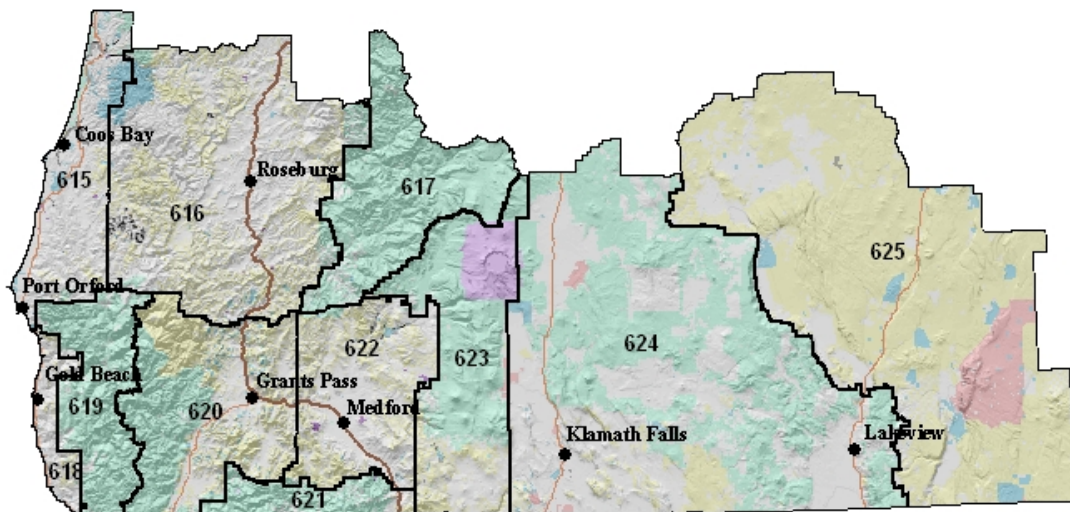 Coos Bay
615
Roseburg
617
616
625
Port Orford
622
624
623
Gold Beach
Grants Pass
619
620
Medford
Klamath Falls
Lakeview
618
621